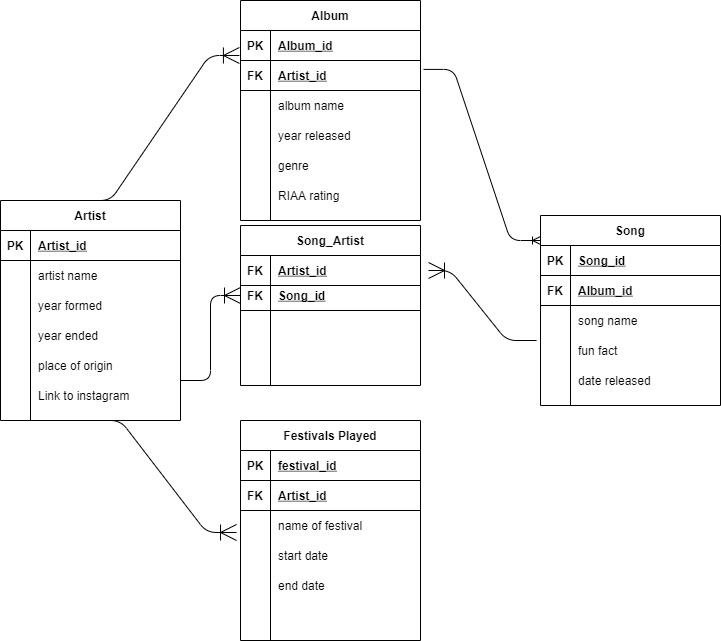 Album
PK Album_id
FK Artist_id
album name
year released
genre
RIAA rating
Artist
PK Artist_id
artist name
year formed
year ended
place of origin
Link to instagram
Song_Artist
FK Artist_id
FK Song_id
Song
PK Song_id
FK Album_id
song name
fun fact
date released
Festivals Played
PK festival_id
FK Artist_id
name of festival
start date
end date